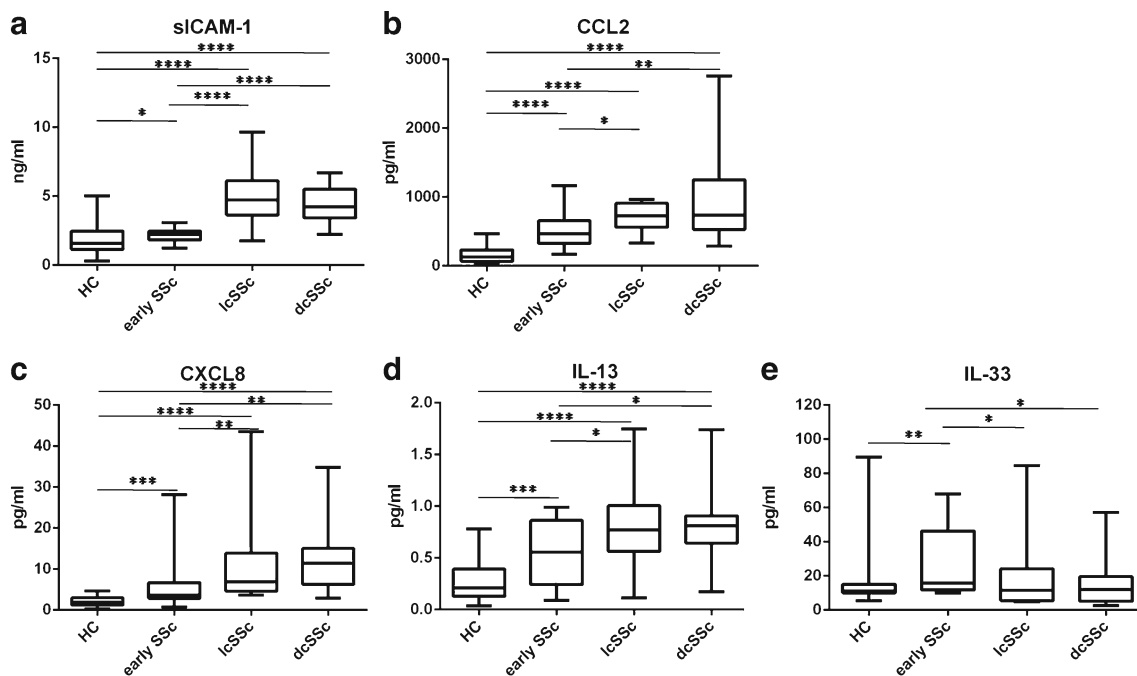 a
sICAM-1
15
10
5
0
ng/ml
****
****
****
****
*
HC
early SSc
lcSSc
dcSSc
b
CCL2
3000
2000
1000
0
pg/ml
****
**
****
****
*
HC
early SSc
lcSSc
dcSSc
c
CXCL8
50
40
30
20
10
0
pg/ml
****
**
****
**
***
HC
early SSc
lcSSc
dcSSc
d
IL-13
2.0
1.5
1.0
0.5
0.0
pg/ml
****
*
****
*
***
HC
early SSc
lcSSc
dcSSc
e
IL-33
120
100
80
60
40
20
0
pg/ml
*
*
**
HC
early SSc
lcSSc
dcSSc